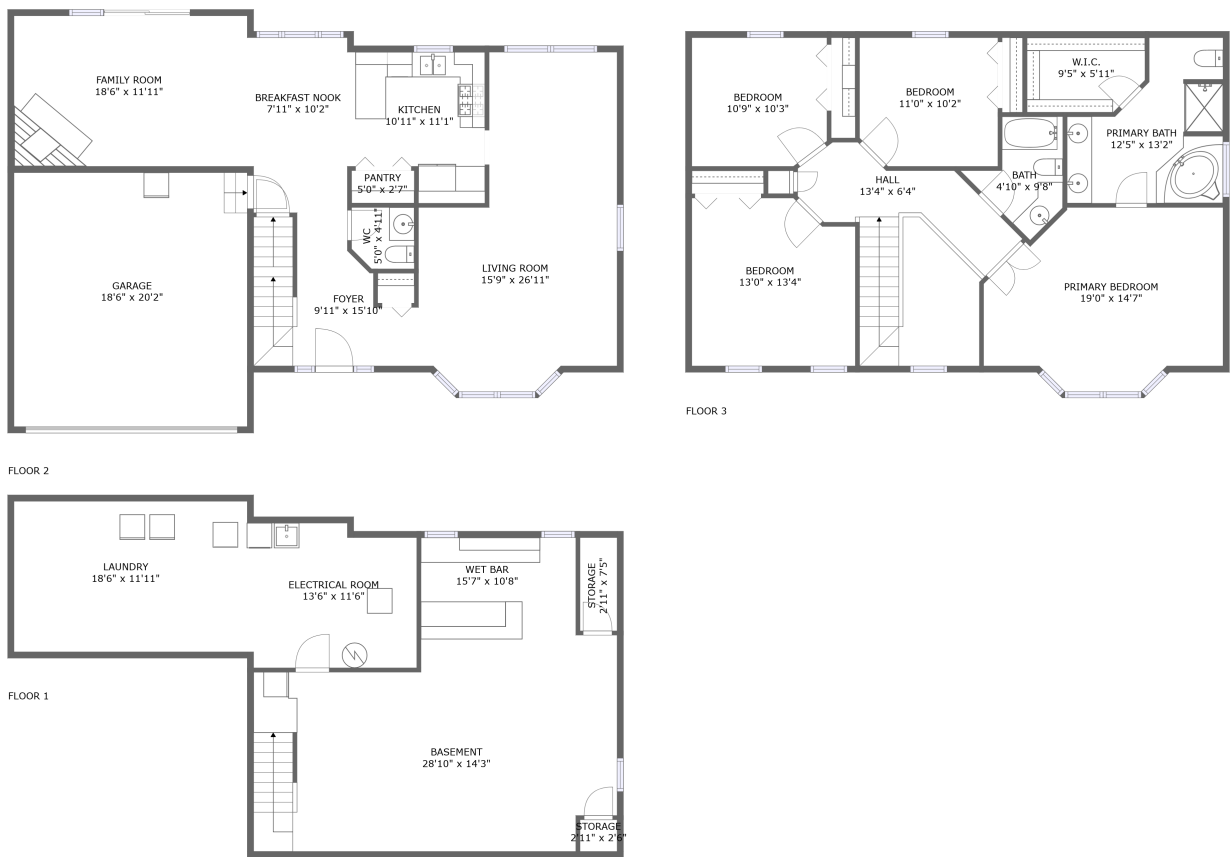 FAMILY ROOM
18'6" x 11'11"
BREAKFAST NOOK
7'11" x 10'2"
KITCHEN
10'11" x 11'1"
PANTRY
5'0" x 2'7"
WC
5'0" x 4'11"
GARAGE
18'6" x 20'2"
FOYER
9'11" x 15'10"
LIVING ROOM
15'9" x 26'11"
FLOOR 2
BEDROOM
10'9" x 10'3"
BEDROOM
11'0" x 10'2"
W.I.C.
9'5" x 5'11"
PRIMARY BATH
12'5" x 13'2"
HALL
13'4" x 6'4"
BATH
4'10" x 9'8"
BEDROOM
13'0" x 13'4"
PRIMARY BEDROOM
19'0" x 14'7"
FLOOR 3
LAUNDRY
18'6" x 11'11"
ELECTRICAL ROOM
13'6" x 11'6"
WET BAR
15'7" x 10'8"
STORAGE
2'11" x 7'5"
BASEMENT
28'10" x 14'3"
STORAGE
2'11" x 2'6"
FLOOR 1